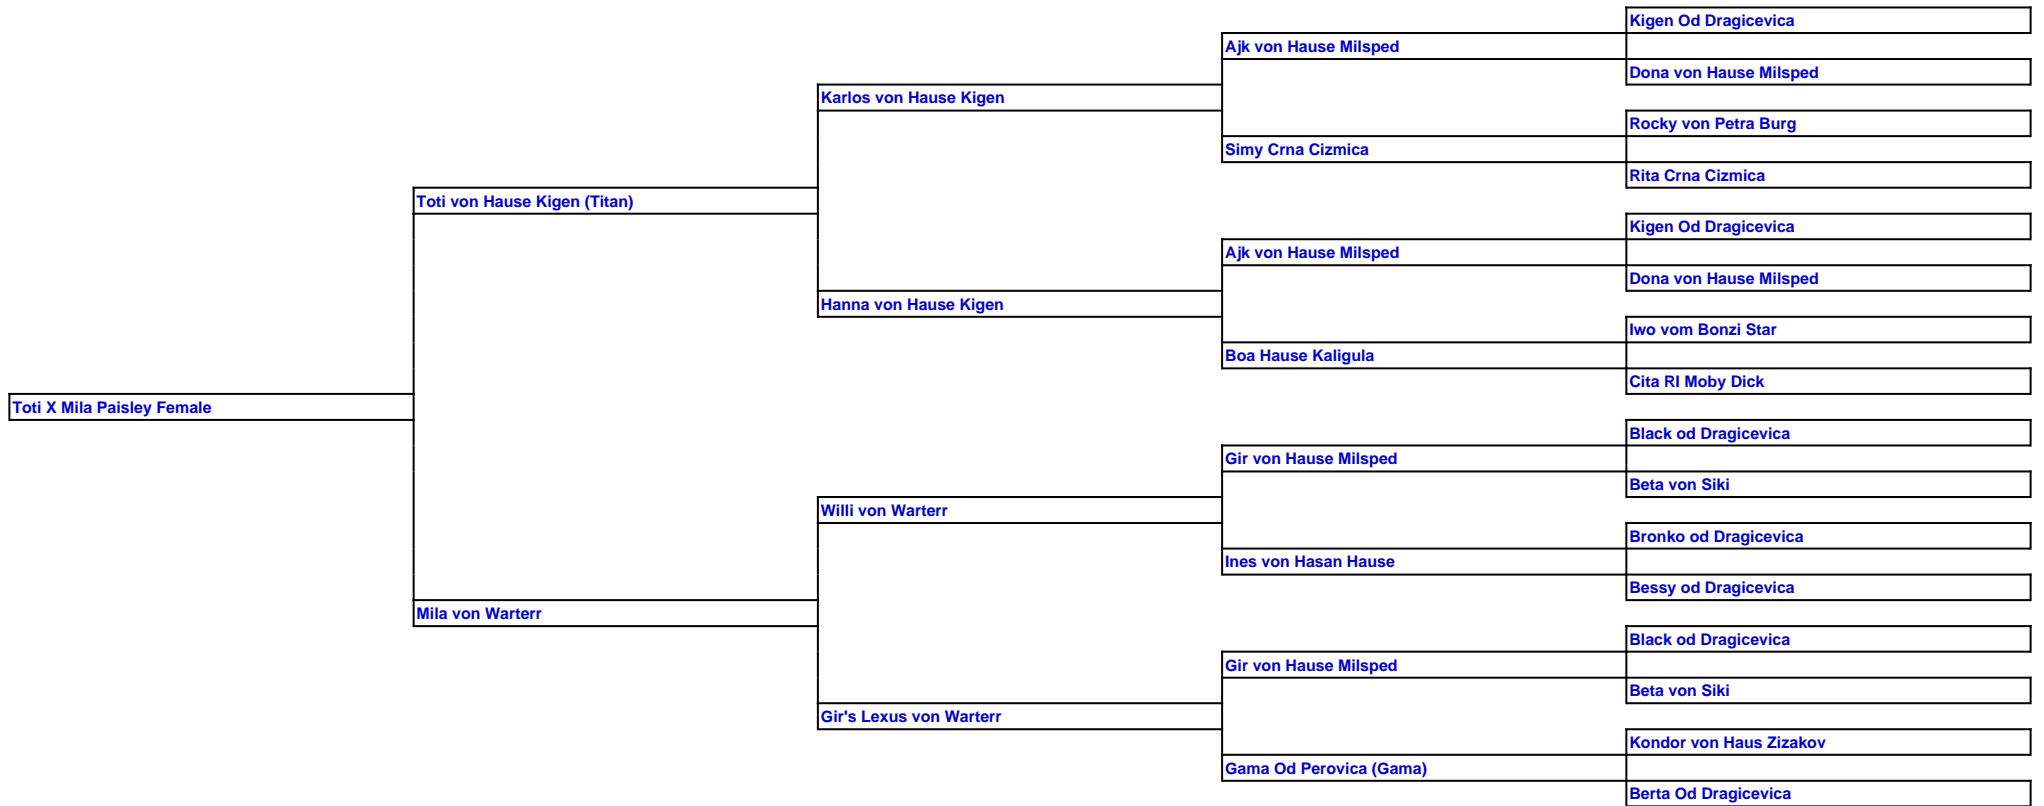 Kigen Od Dragicevica
Ajk von Hause Milsped
Dona von Hause Milsped
Karlos von Hause Kigen
Rocky von Petra Burg
Simy Crna Cizmica
Rita Crna Cizmica
Toti von Hause Kigen (Titan)
Kigen Od Dragicevica
Ajk von Hause Milsped
Dona von Hause Milsped
Hanna von Hause Kigen
Iwo vom Bonzi Star
Boa Hause Kaligula
Cita RI Moby Dick
Toti X Mila Paisley Female
Black od Dragicevica
Gir von Hause Milsped
Beta von Siki
Willi von Warterr
Bronko od Dragicevica
Ines von Hasan Hause
Bessy od Dragicevica
Mila von Warterr
Black od Dragicevica
Gir von Hause Milsped
Beta von Siki
Gir's Lexus von Warterr
Kondor von Haus Zizakov
Gama Od Perovica (Gama)
Berta Od Dragicevica